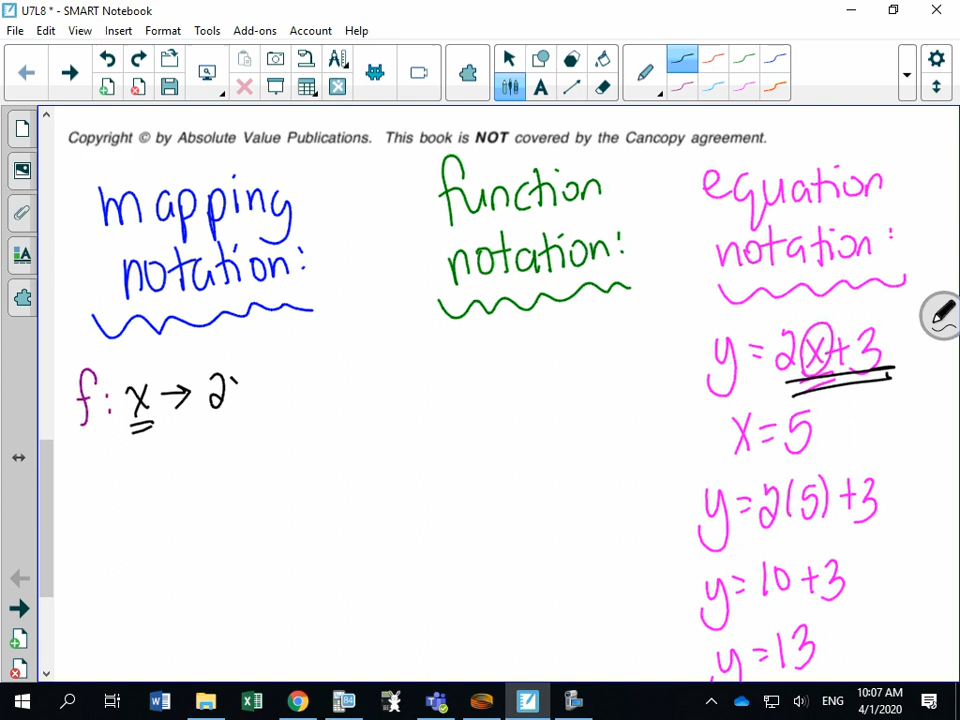 U7L8 * - SMART Notebook
File Edit View Insert Format Tools Add-ons Account Help
Copyright © by Absolute Value Publications. This book is NOT covered by the Cancopy agreement.
mapping
notation:
f: x → 2
function
notation:
equation
notation:
y = 2x+3
x = 5
y = 2(5) +3
y = 10 +3
y = 13
ENG
10:07 AM
4/1/2020